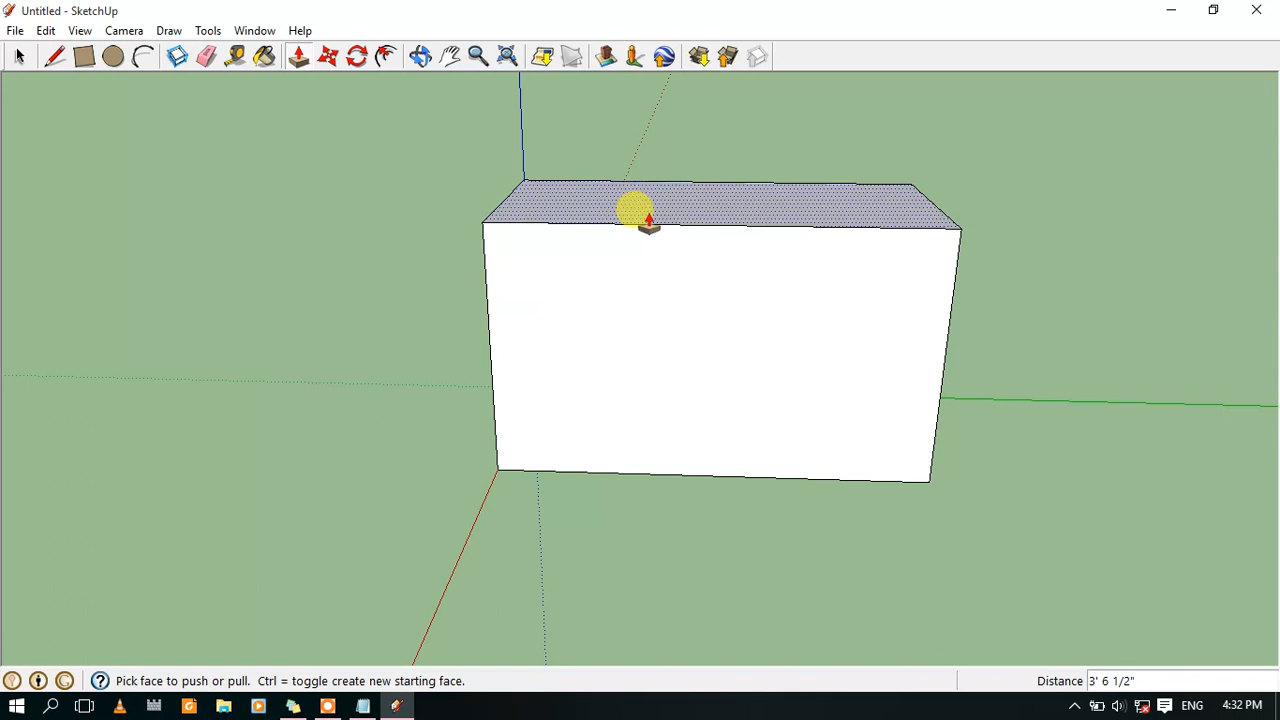 Untitled - SketchUp
File Edit View Camera Draw Tools Window Help
Pick face to push or pull. Ctrl = toggle create new starting face.
Distance 3' 6 1/2"
ENG 4:32 PM